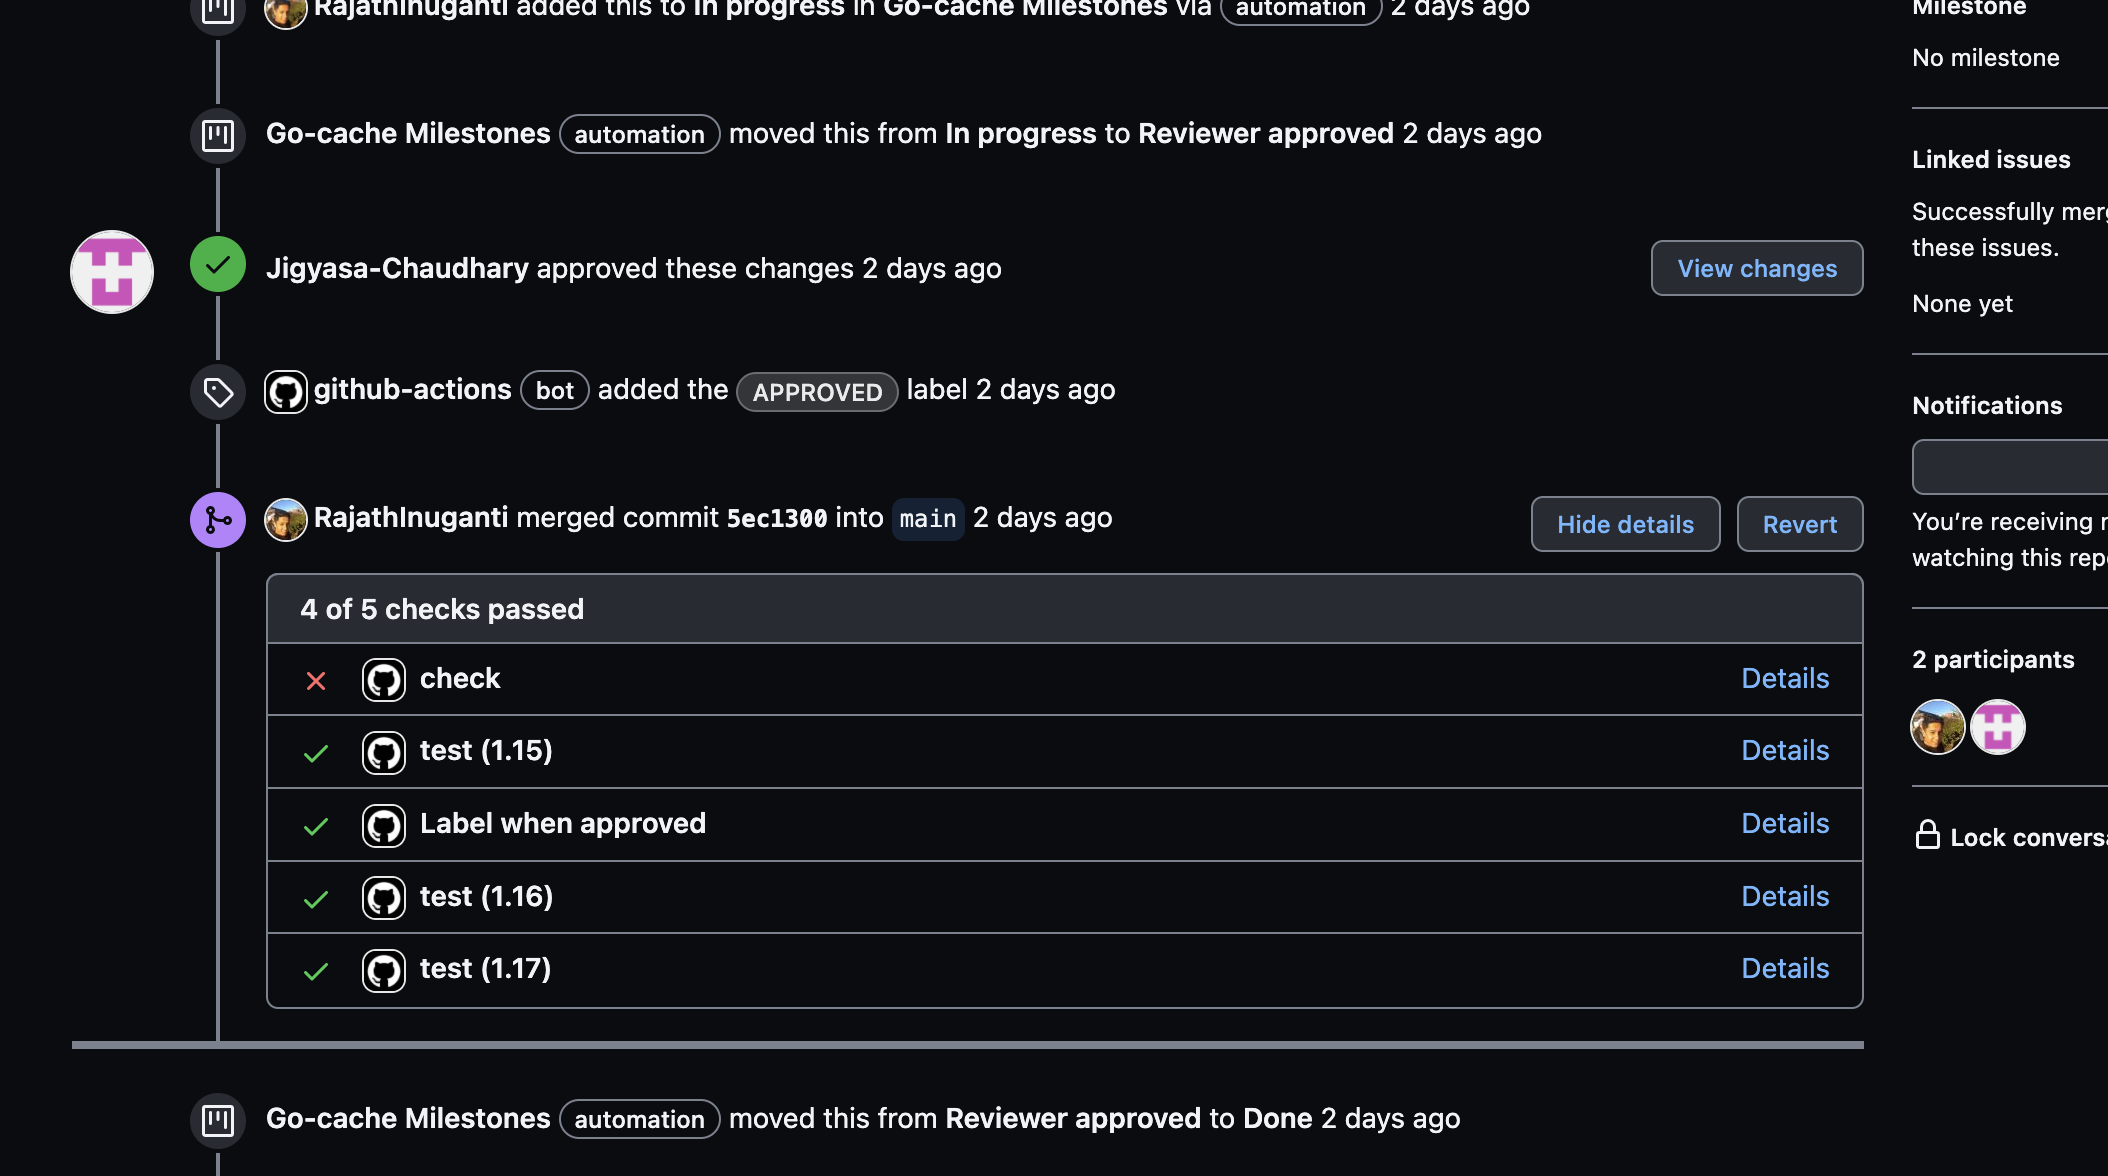 RajathInuganti added this to In progress in Go-cache Milestones via automation 2 days ago
Go-cache Milestones automation moved this from In progress to Reviewer approved 2 days ago
Jigyasa-Chaudhary approved these changes 2 days ago
View changes
github-actions bot added the APPROVED label 2 days ago
RajathInuganti merged commit 5ec1300 into main 2 days ago
Hide details
Revert
4 of 5 checks passed
check Details
test (1.15) Details
Label when approved Details
test (1.16) Details
test (1.17) Details
Go-cache Milestones automation moved this from Reviewer approved to Done 2 days ago
Milestone
No milestone
Linked issues
Successfully merg
these issues.
None yet
Notifications
You're receiving
watching this rep
2 participants
Lock convers